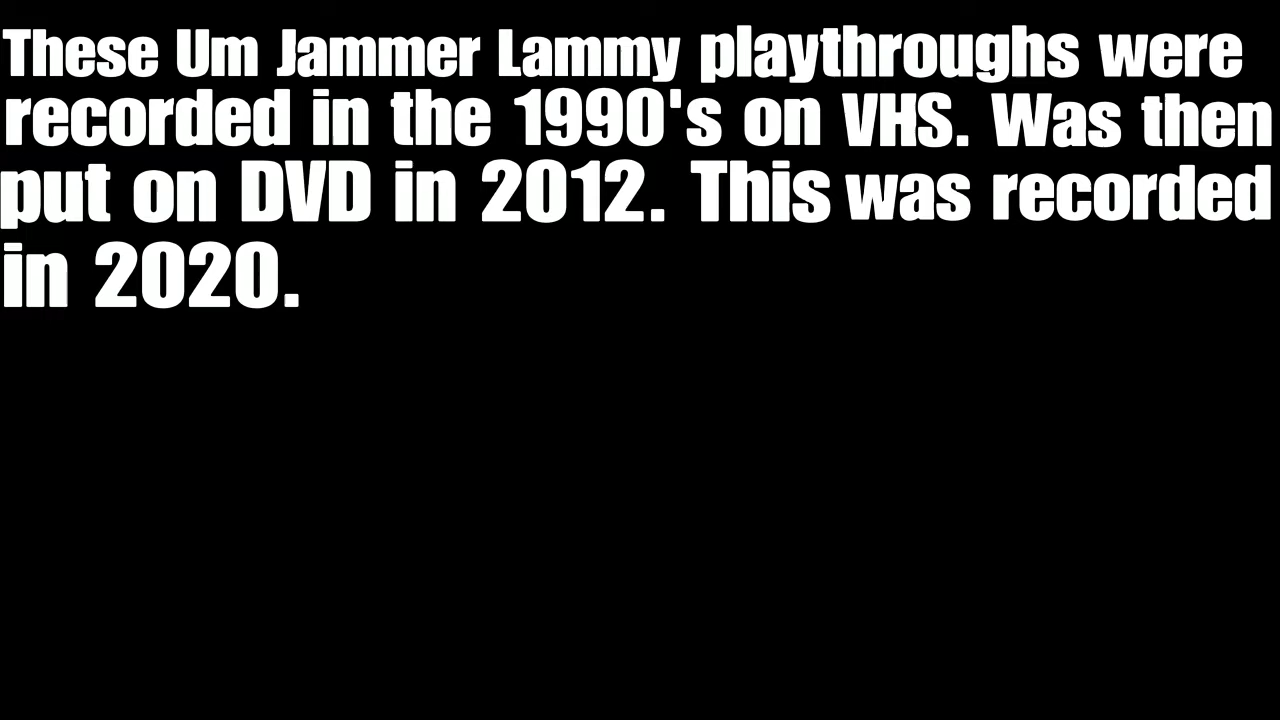 These Um Jammer Lammy playthroughs were
recorded in the 1990's on VHS. Was then
put on DVD in 2012. This was recorded
in 2020.